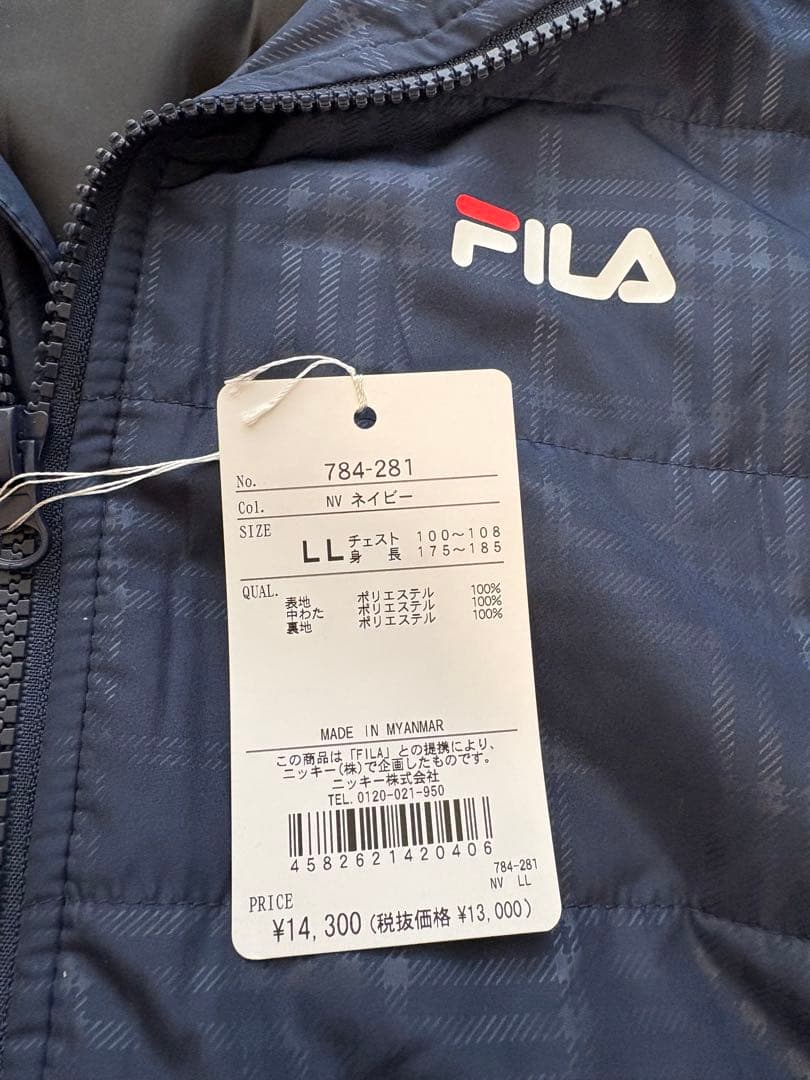 FILA
No. 784-281
Col. NV ネイビー
SIZE LL チェスト 100〜108
身長 175〜185
QUAL. 表地 ポリエステル 100%
中わた ポリエステル 100%
裏地 ポリエステル 100%
MADE IN MYANMAR
この商品は「FILA」との提携により、
ニッキー(株)で企画したものです。
ニッキー株式会社
TEL. 0120-021-950
4582621420406
784-281
NV LL
PRICE
¥14,300(税抜価格 ¥13,000)